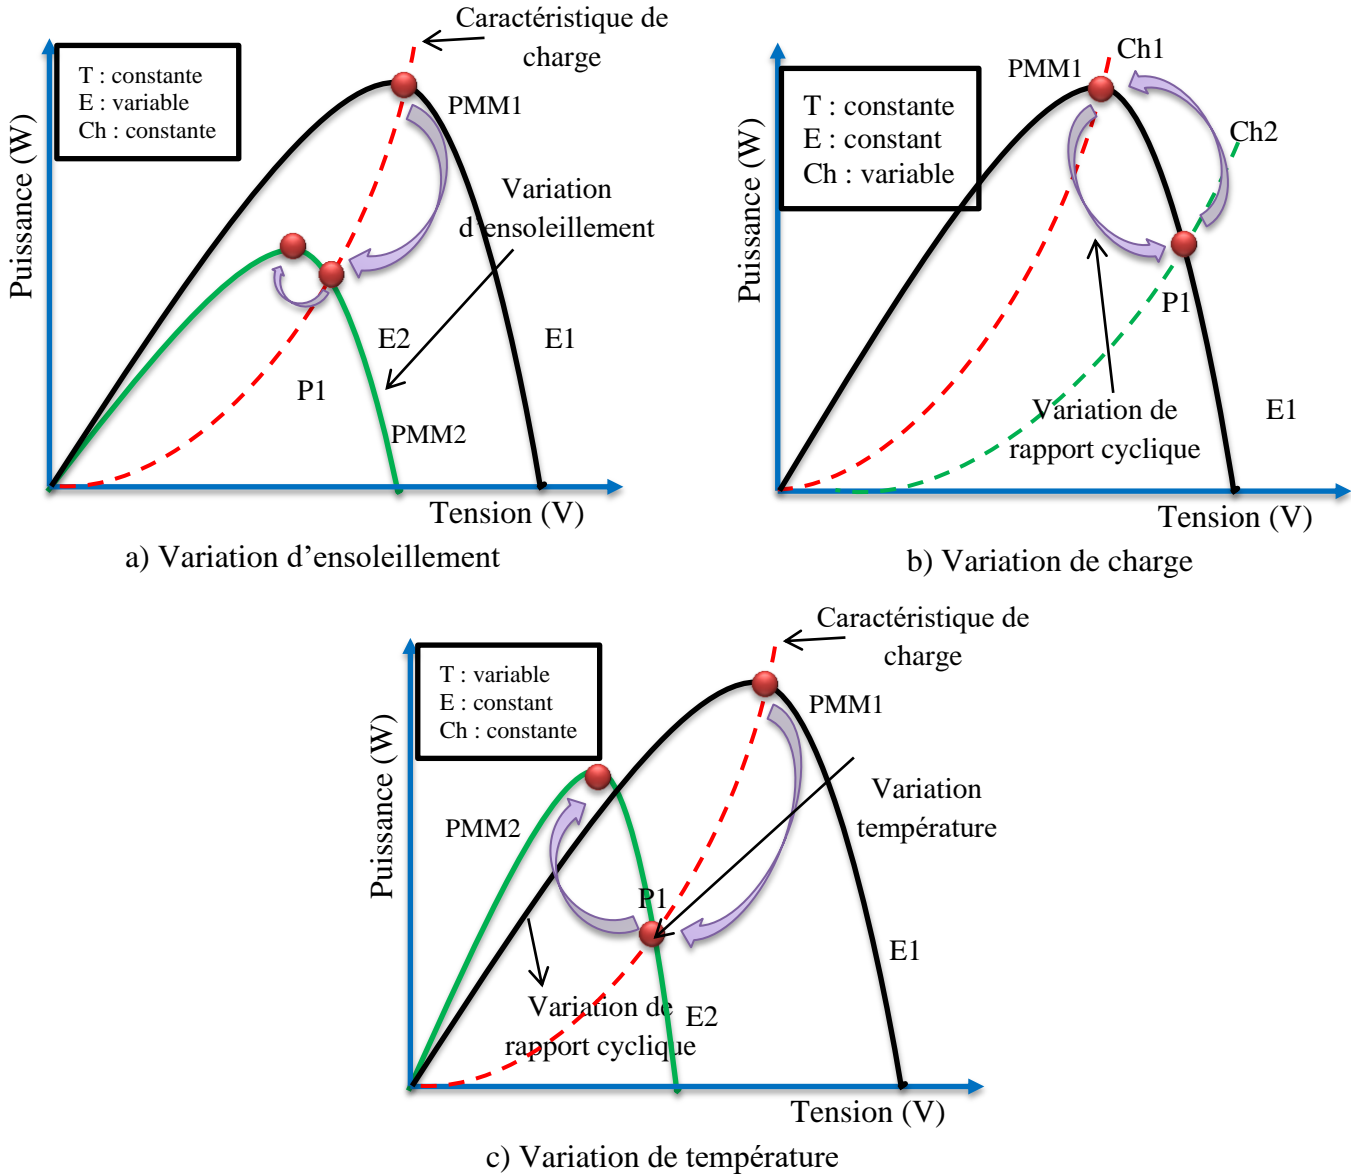 Caractéristique de
charge
T : constante
E : variable
Ch : constante
PMM1
Puissance (W)
Variation
d'ensoleillement
E2
E1
P1
PMM2
Tension (V)
a) Variation d'ensoleillement
Ch1
PMM1
T : constante
E : constant
Ch : variable
Ch2
Puissance (W)
P1
Variation de
rapport cyclique
E1
Tension (V)
b) Variation de charge
Caractéristique de
charge
T : variable
E : constant
Ch : constante
PMM1
Puissance (W)
Variation
température
PMM2
P1
E1
Variation de
rapport cyclique
E2
Tension (V)
c) Variation de température